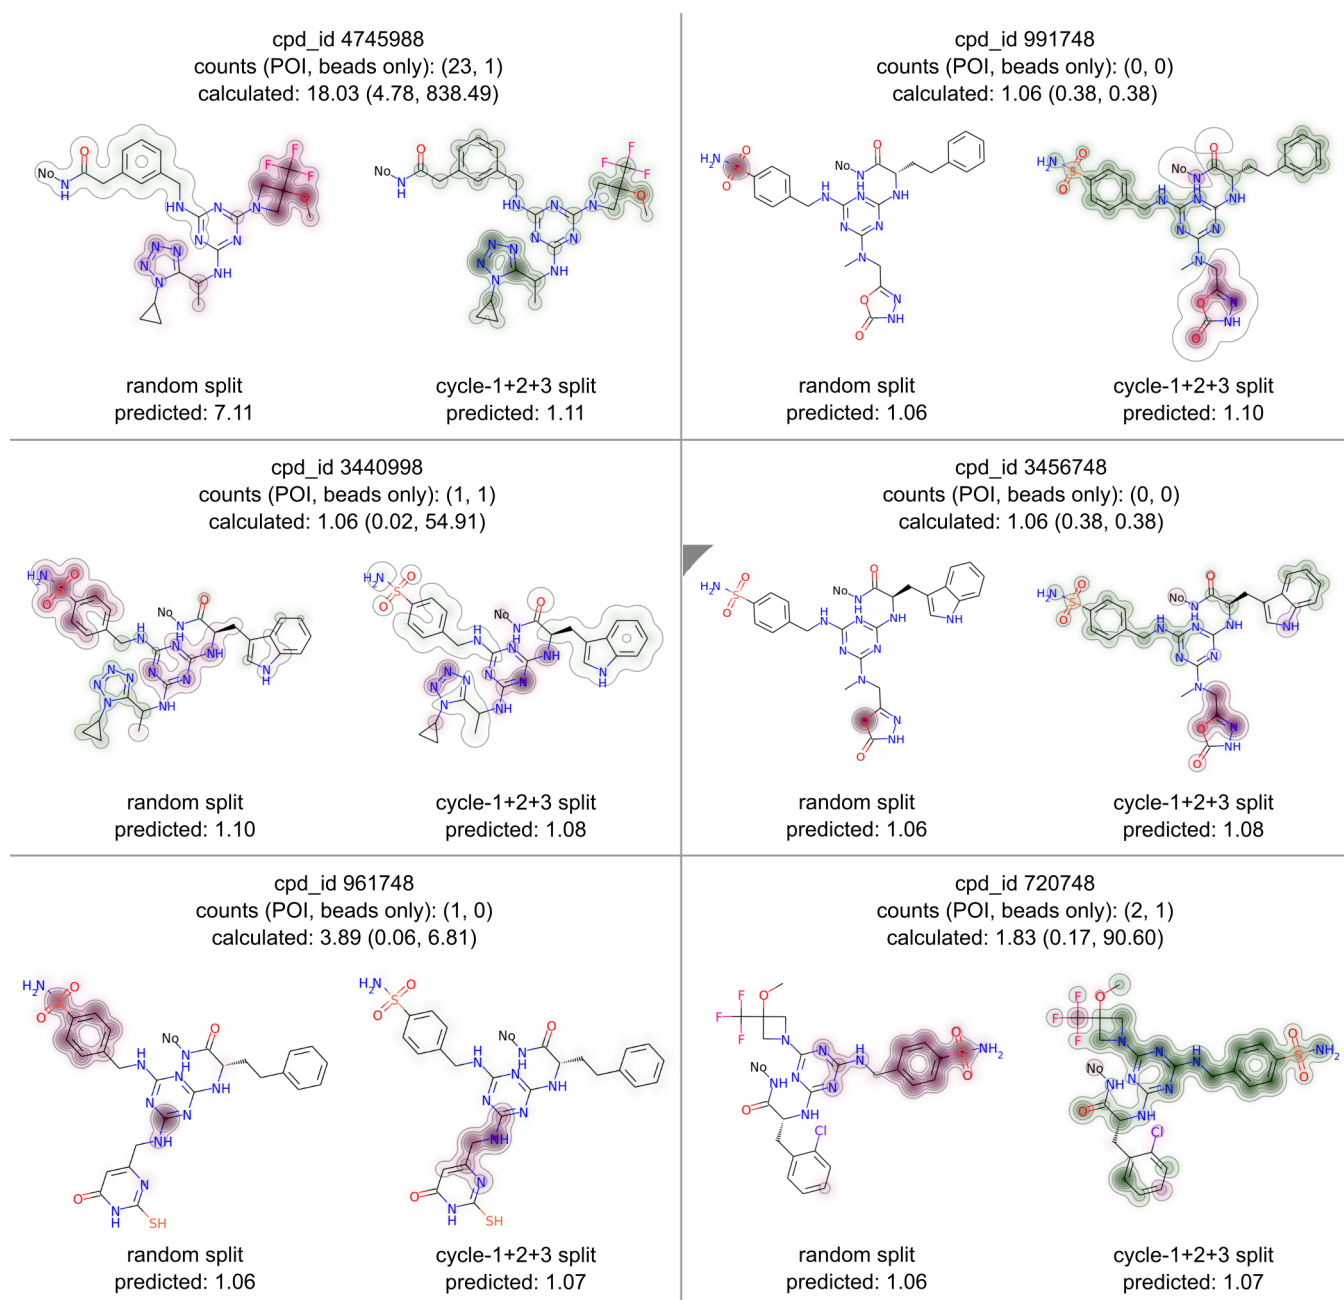 cpd_id 4745988
counts (POI, beads only): (23, 1)
calculated: 18.03 (4.78, 838.49)
random split
predicted: 7.11
cycle-1+2+3 split
predicted: 1.11
cpd_id 991748
counts (POI, beads only): (0, 0)
calculated: 1.06 (0.38, 0.38)
random split
predicted: 1.06
cycle-1+2+3 split
predicted: 1.10
cpd_id 3440998
counts (POI, beads only): (1, 1)
calculated: 1.06 (0.02, 54.91)
random split
predicted: 1.10
cycle-1+2+3 split
predicted: 1.08
cpd_id 3456748
counts (POI, beads only): (0, 0)
calculated: 1.06 (0.38, 0.38)
random split
predicted: 1.06
cycle-1+2+3 split
predicted: 1.08
cpd_id 961748
counts (POI, beads only): (1, 0)
calculated: 3.89 (0.06, 6.81)
random split
predicted: 1.06
cycle-1+2+3 split
predicted: 1.07
cpd_id 720748
counts (POI, beads only): (2, 1)
calculated: 1.83 (0.17, 90.60)
random split
predicted: 1.06
cycle-1+2+3 split
predicted: 1.07